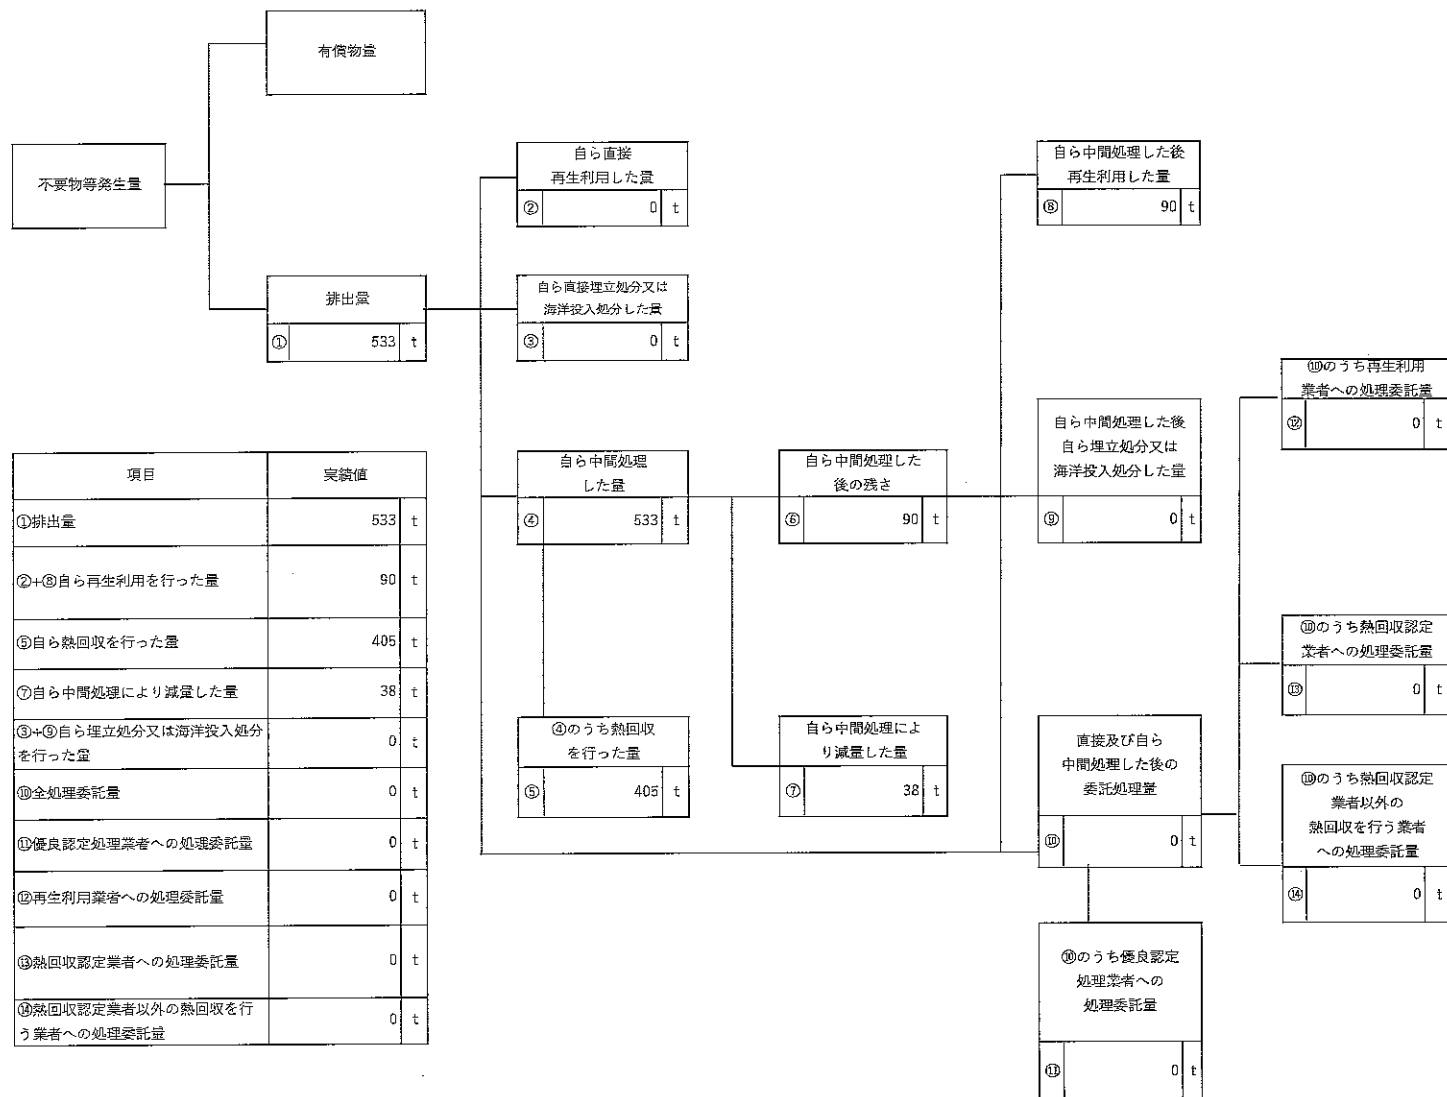 有償物量
不要物等発生量
排出量
① 533 t
自ら直接
再生利用した量
② 0 t
自ら直接埋立処分又は
海洋投入処分した量
③ 0 t
自ら中間処理
した量
④ 533 t
④のうち熱回収
を行った量
⑤ 405 t
自ら中間処理した
後の残さ
⑥ 90 t
自ら中間処理によ
り減量した量
⑦ 38 t
自ら中間処理した後
再生利用した量
⑧ 90 t
自ら中間処理した後
自ら埋立処分又は
海洋投入処分した量
⑨ 0 t
直接及び自ら
中間処理した後の
委託処理量
⑩ 0 t
⑩のうち優良認定
処理業者への
処理委託量
⑪ 0 t
⑩のうち再生利用
業者への処理委託量
⑫ 0 t
⑩のうち熱回収認定
業者への処理委託量
⑬ 0 t
⑩のうち熱回収認定
業者以外の
熱回収を行う業者
への処理委託量
⑭ 0 t
項目 実績値
①排出量 533 t
②+⑧自ら再生利用を行った量 90 t
⑤自ら熱回収を行った量 405 t
⑦自ら中間処理により減量した量 38 t
③+⑨自ら埋立処分又は海洋投入処分
を行った量 0 t
⑩全処理委託量 0 t
⑪優良認定処理業者への処理委託量 0 t
⑫再生利用業者への処理委託量 0 t
⑬熱回収認定業者への処理委託量 0 t
⑭熱回収認定業者以外の熱回収を行
う業者への処理委託量 0 t